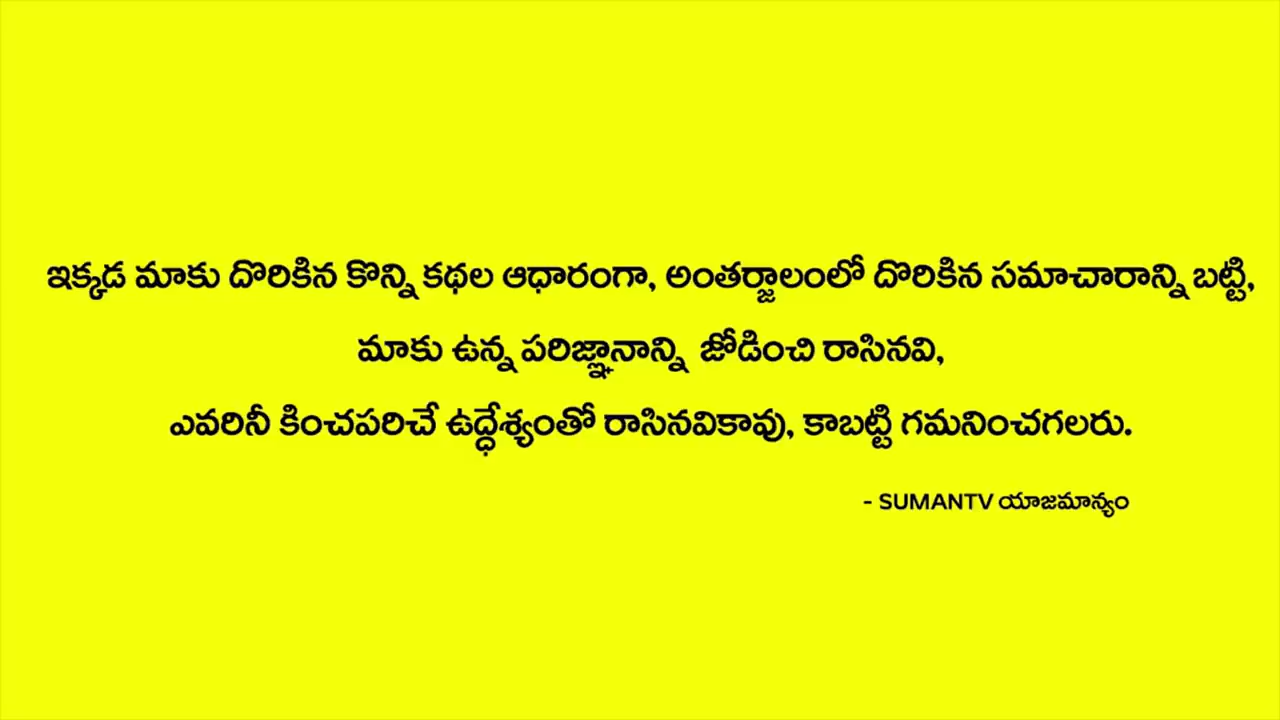 ఇక్కడ మాకు దొరికిన కొన్ని కథల ఆధారంగా, అంతర్జాలంలో దొరికిన సమాచారాన్ని బట్టి,
మాకు ఉన్న పరిజ్ఞానాన్ని జోడించి రాసినవి,
ఎవరినీ కించపరిచే ఉద్ధేశ్యంతో రాసినవికావు, కాబట్టి గమనించగలరు.
- SUMANTV యాజమాన్యం